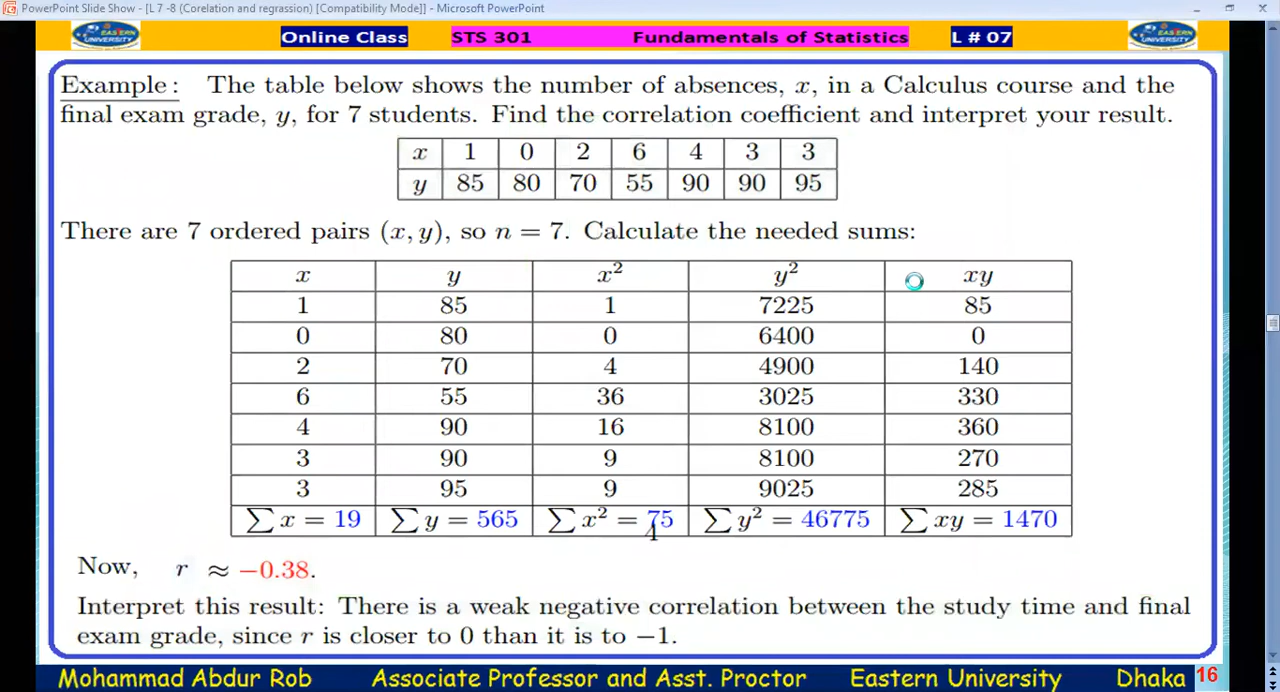 PowerPoint Slide Show - [L 7 -8 (Corelation and regrassion) [Compatibility Mode]] - Microsoft PowerPoint
EASTERN UNIVERSITY Online Class STS 301 Fundamentals of Statistics L # 07 EASTERN UNIVERSITY
Example: The table below shows the number of absences, x, in a Calculus course and the
final exam grade, y, for 7 students. Find the correlation coefficient and interpret your result.
x 1 0 2 6 4 3 3
y 85 80 70 55 90 90 95
There are 7 ordered pairs (x, y), so n = 7. Calculate the needed sums:
x y x² y² xy
1 85 1 7225 85
0 80 0 6400 0
2 70 4 4900 140
6 55 36 3025 330
4 90 16 8100 360
3 90 9 8100 270
3 95 9 9025 285
∑ x = 19 ∑ y = 565 ∑ x² = 75 ∑ y² = 46775 ∑ xy = 1470
4
Now, r ≈ −0.38.
Interpret this result: There is a weak negative correlation between the study time and final
exam grade, since r is closer to 0 than it is to −1.
Mohammad Abdur Rob Associate Professor and Asst. Proctor Eastern University Dhaka 16